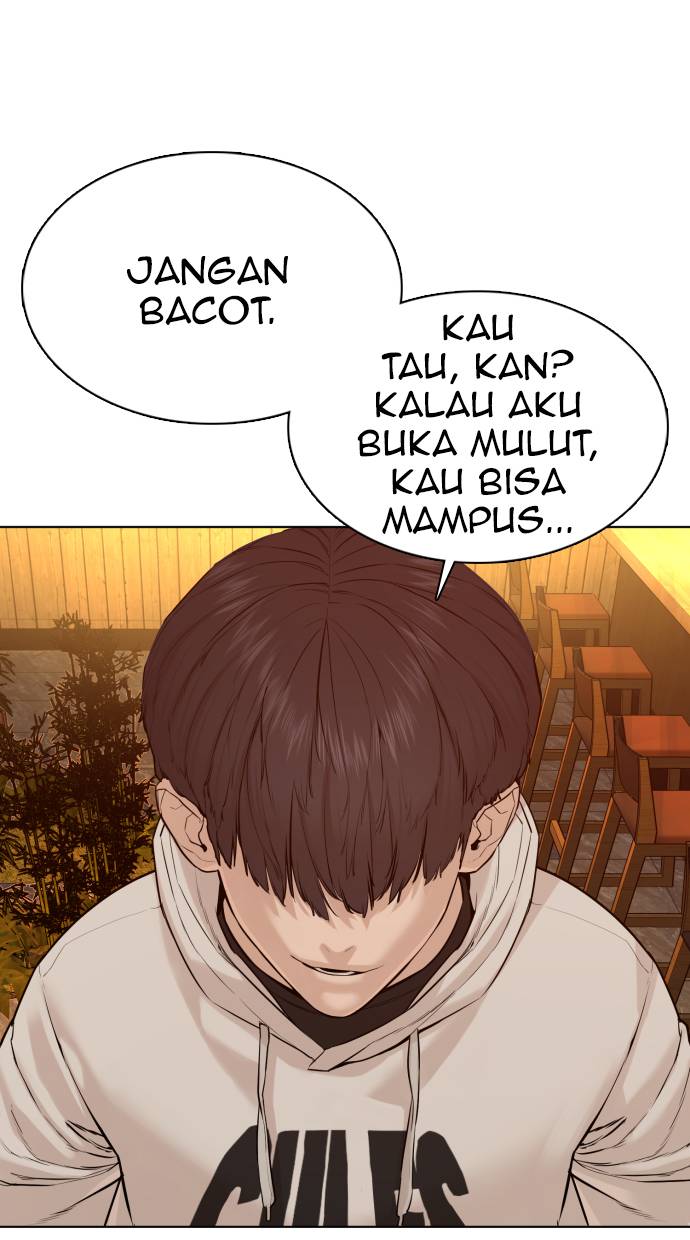 JANGAN
BACOT.
KAU
TAU, KAN?
KALAU AKU
BUKA MULUT,
KAU BISA
MAMPUS...